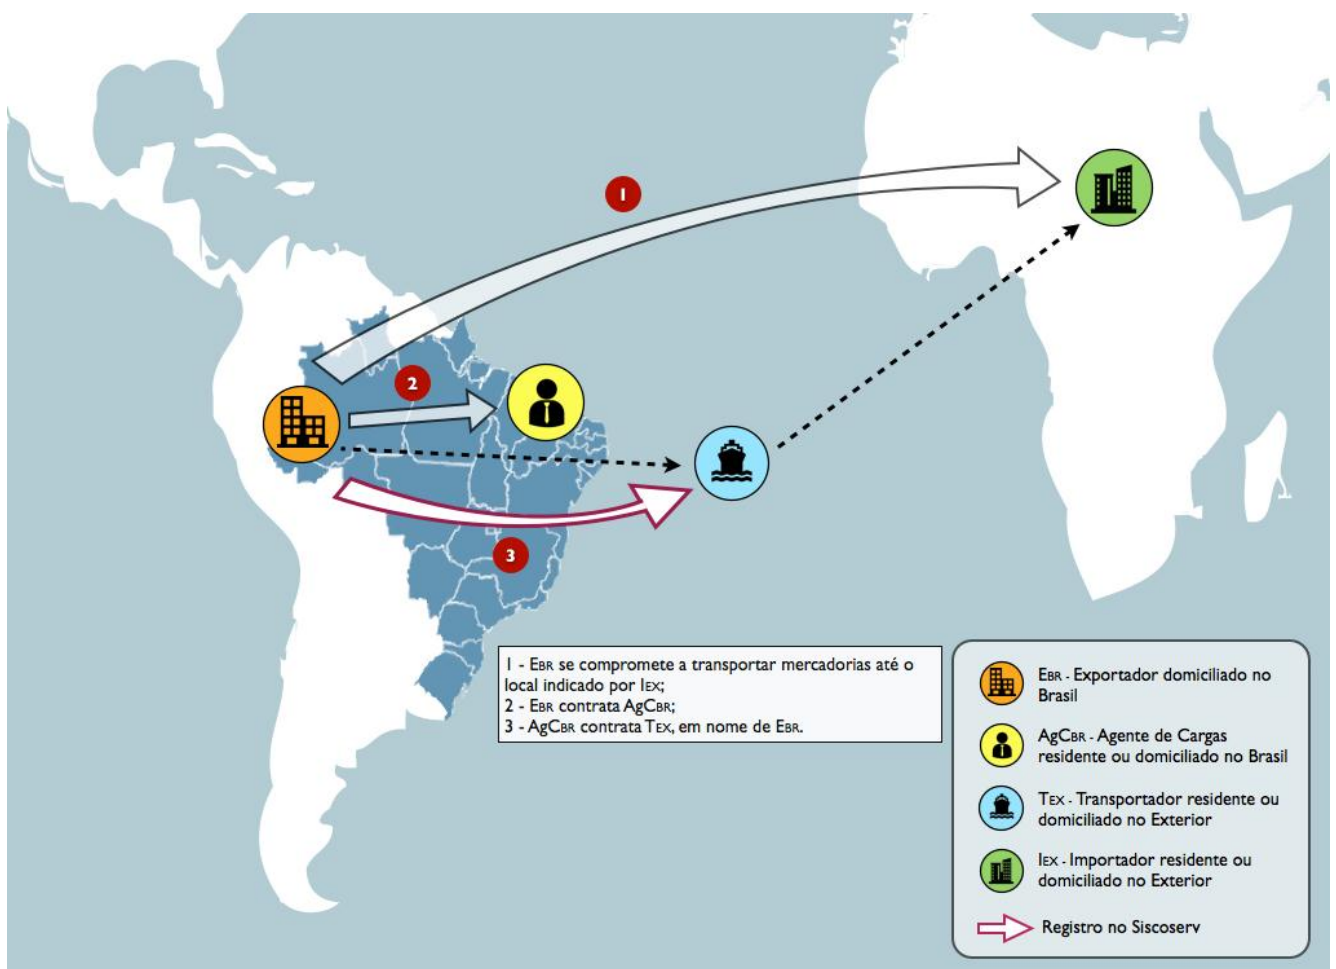 1
2
3
1 - EBR se compromete a transportar mercadorias até o
local indicado por IEX;
2 - EBR contrata AgCBR;
3 - AgCBR contrata TEX, em nome de EBR.
EBR - Exportador domiciliado no
Brasil
AgCBR - Agente de Cargas
residente ou domiciliado no Brasil
TEX - Transportador residente ou
domiciliado no Exterior
IEX - Importador residente ou
domiciliado no Exterior
Registro no Siscoserv